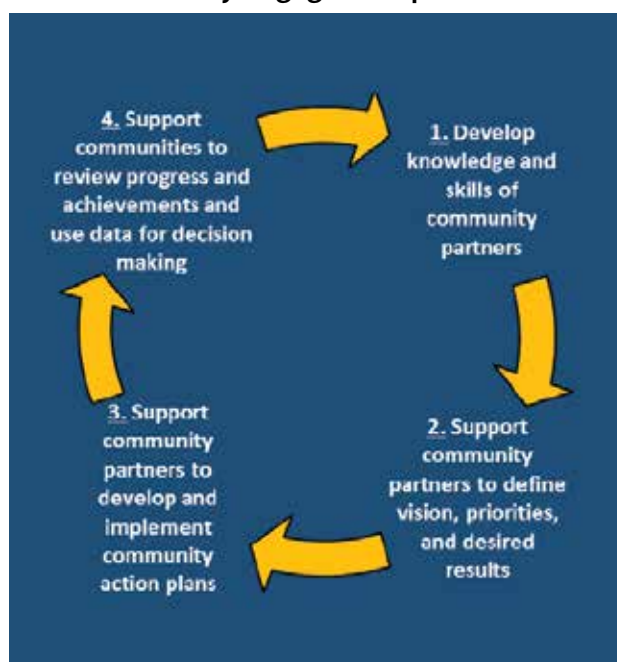 1. Develop
knowledge and
skills of
community
partners
2. Support
community
partners to define
vision, priorities,
and desired
results
3. Support
community
partners to
develop and
implement
community
action plans
4. Support
communities to
review progress and
achievements and
use data for decision
making